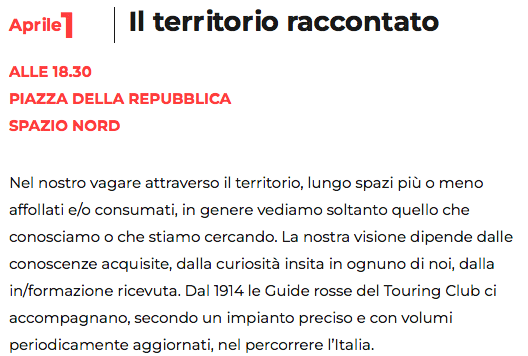 Aprile 1 Il territorio raccontato
ALLE 18.30
PIAZZA DELLA REPUBBLICA
SPAZIO NORD
Nel nostro vagare attraverso il territorio, lungo spazi più o meno
affollati e/o consumati, in genere vediamo soltanto quello che
conosciamo o che stiamo cercando. La nostra visione dipende dalle
conoscenze acquisite, dalla curiosità insita in ognuno di noi, dalla
in/formazione ricevuta. Dal 1914 le Guide rosse del Touring Club ci
accompagnano, secondo un impianto preciso e con volumi
periodicamente aggiornati, nel percorrere l’Italia.